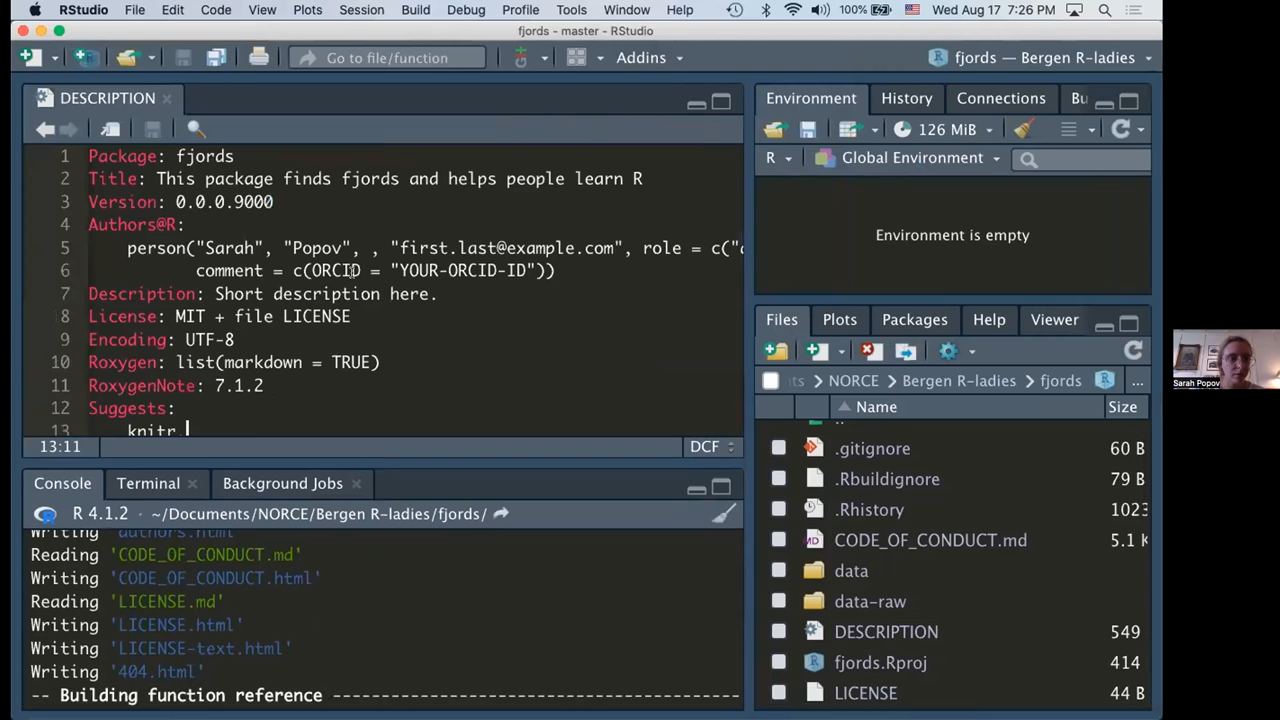 RStudio File Edit Code View Plots Session Build Debug Profile Tools Window Help 100% Wed Aug 17 7:26 PM
fjords - master - RStudio
Go to file/function Addins fjords — Bergen R-ladies
DESCRIPTION
1 Package: fjords
2 Title: This package finds fjords and helps people learn R
3 Version: 0.0.0.9000
4 Authors@R:
5 person("Sarah", "Popov", , "first.last@example.com", role = c("
6 comment = c(ORCID = "YOUR-ORCID-ID"))
7 Description: Short description here.
8 License: MIT + file LICENSE
9 Encoding: UTF-8
10 Roxygen: list(markdown = TRUE)
11 RoxygenNote: 7.1.2
12 Suggests:
13 knitr,
13:11 DCF
Console Terminal Background Jobs
R 4.1.2 · ~/Documents/NORCE/Bergen R-ladies/fjords/
Writing 'authors.html'
Reading 'CODE_OF_CONDUCT.md'
Writing 'CODE_OF_CONDUCT.html'
Reading 'LICENSE.md'
Writing 'LICENSE.html'
Writing 'LICENSE-text.html'
Writing '404.html'
-- Building function reference -----------------------------------------
Environment History Connections Bu
126 MiB
R Global Environment
Environment is empty
Files Plots Packages Help Viewer
nts NORCE Bergen R-ladies fjords ...
Name Size
..
.gitignore 60 B
.Rbuildignore 79 B
.Rhistory 1023
CODE_OF_CONDUCT.md 5.1 K
data
data-raw
DESCRIPTION 549
fjords.Rproj 414
LICENSE 44 B
Sarah Popov